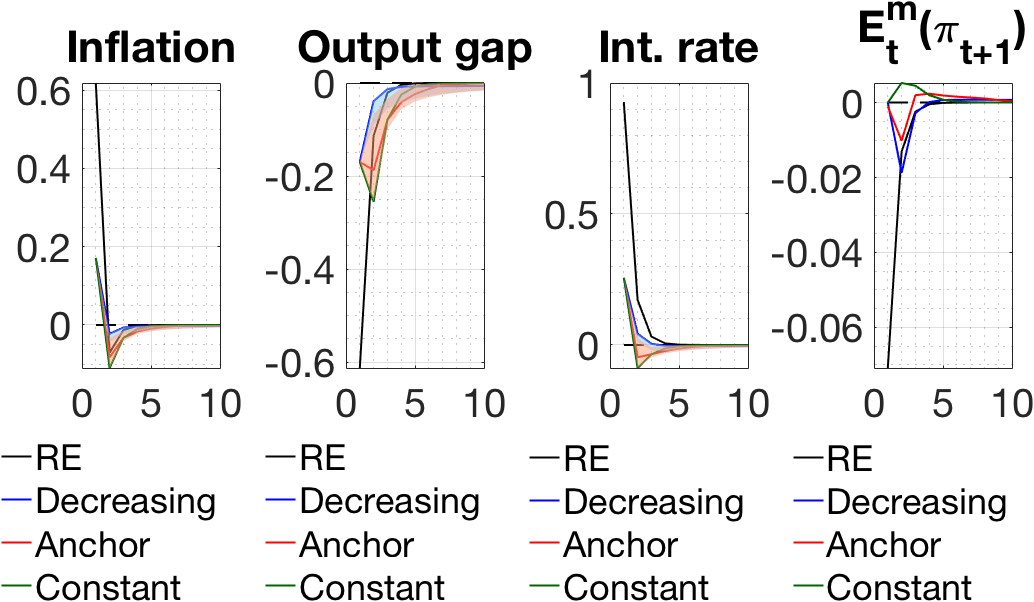 Inflation
0.6
0.4
0.2
0
0 5 10
RE
Decreasing
Anchor
Constant
Output gap
0
-0.2
-0.4
-0.6
0 5 10
RE
Decreasing
Anchor
Constant
Int. rate
1
0.5
0
0 5 10
RE
Decreasing
Anchor
Constant
E_t^m(π_{t+1})
0
-0.02
-0.04
-0.06
0 5 10
RE
Decreasing
Anchor
Constant